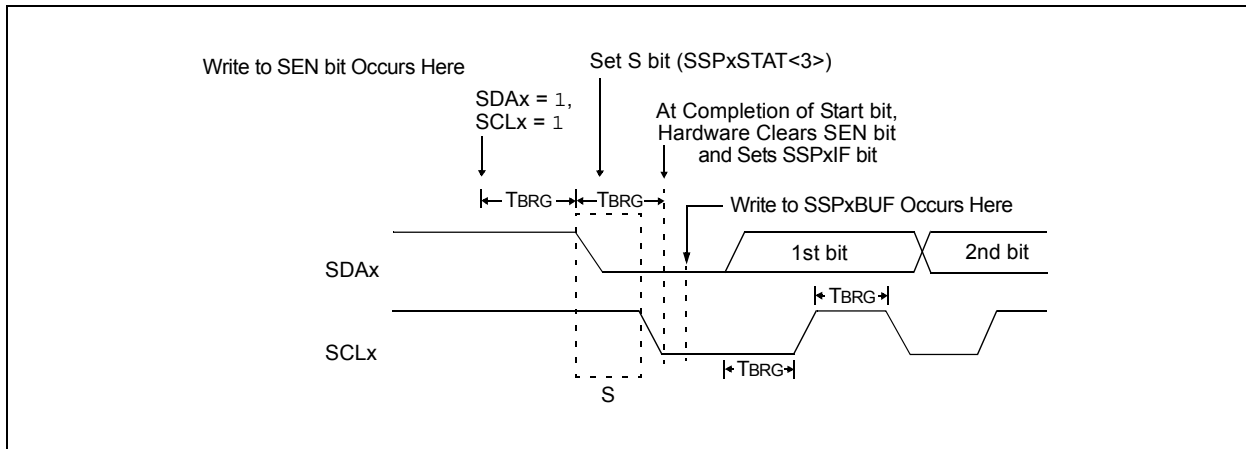 Write to SEN bit Occurs Here
Set S bit (SSPxSTAT<3>)
SDAx = 1,
SCLx = 1
At Completion of Start bit,
Hardware Clears SEN bit
and Sets SSPxIF bit
TBRG
TBRG
Write to SSPxBUF Occurs Here
SDAx
1st bit
2nd bit
TBRG
SCLx
TBRG
S